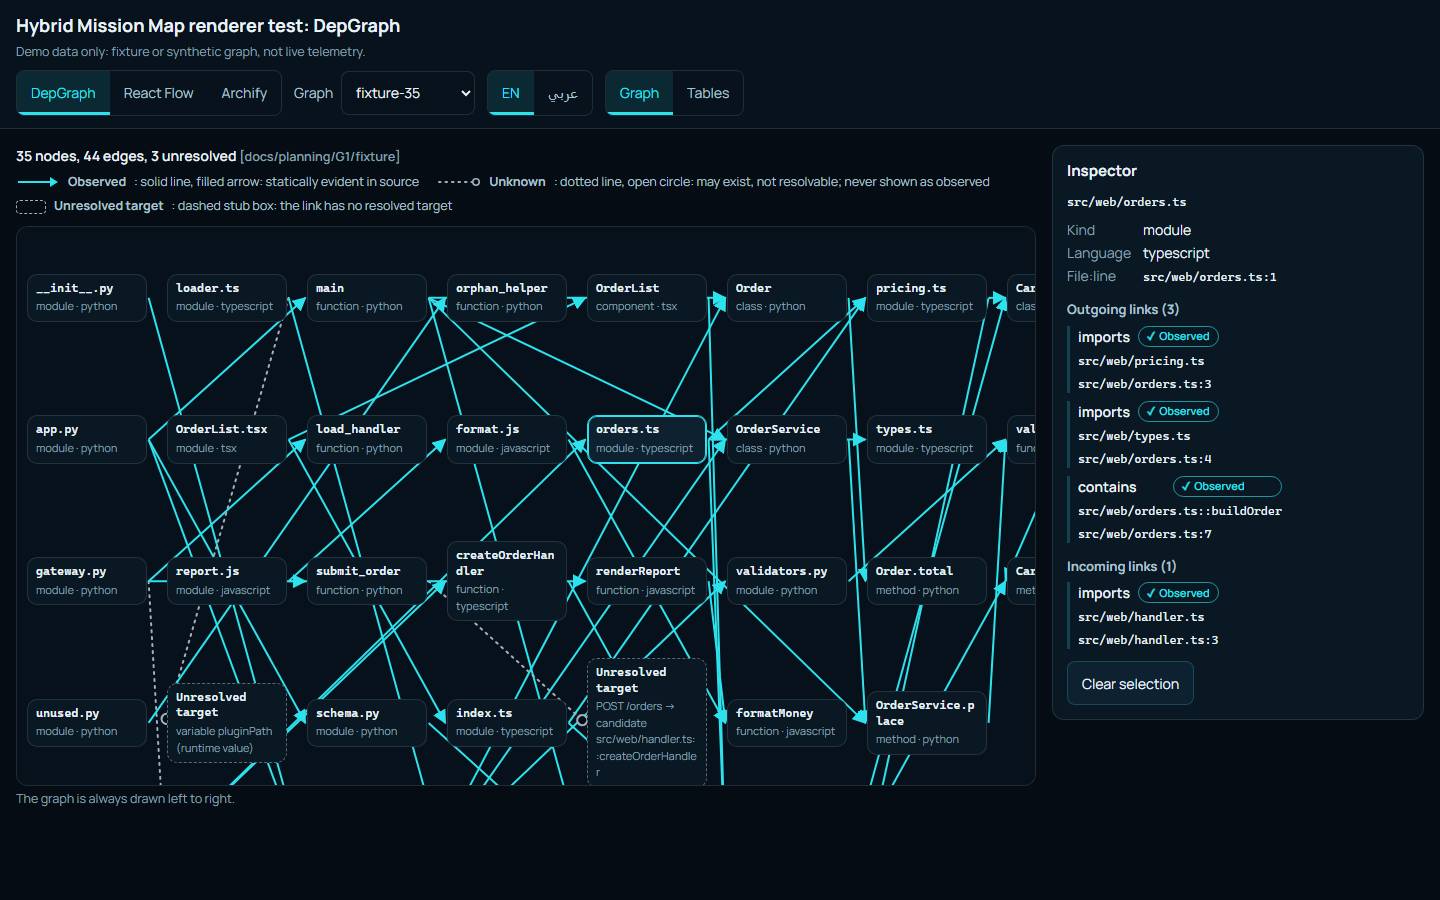 Hybrid Mission Map renderer test: DepGraph
Demo data only: fixture or synthetic graph, not live telemetry.
DepGraph React Flow Archify Graph fixture-35 EN عربي Graph Tables
35 nodes, 44 edges, 3 unresolved [docs/planning/G1/fixture]
Observed : solid line, filled arrow: statically evident in source Unknown : dotted line, open circle: may exist, not resolvable; never shown as observed
Unresolved target : dashed stub box: the link has no resolved target
__init__.py
module · python
loader.ts
module · typescript
main
function · python
orphan_helper
function · python
OrderList
component · tsx
Order
class · python
pricing.ts
module · typescript
app.py
module · python
OrderList.tsx
module · tsx
load_handler
function · python
format.js
module · javascript
orders.ts
module · typescript
OrderService
class · python
types.ts
module · typescript
gateway.py
module · python
report.js
module · javascript
submit_order
function · python
createOrderHan
dler
function ·
typescript
renderReport
function · javascript
validators.py
module · python
Order.total
method · python
unused.py
module · python
Unresolved
target
variable pluginPath
(runtime value)
schema.py
module · python
index.ts
module · typescript
Unresolved
target
POST /orders →
candidate
src/web/handler.ts:
:createOrderHandle
r
formatMoney
function · javascript
OrderService.p
lace
method · python
The graph is always drawn left to right.
Inspector
src/web/orders.ts
Kind module
Language typescript
File:line src/web/orders.ts:1
Outgoing links (3)
imports ✓ Observed
src/web/pricing.ts
src/web/orders.ts:3
imports ✓ Observed
src/web/types.ts
src/web/orders.ts:4
contains ✓ Observed
src/web/orders.ts::buildOrder
src/web/orders.ts:7
Incoming links (1)
imports ✓ Observed
src/web/handler.ts
src/web/handler.ts:3
Clear selection